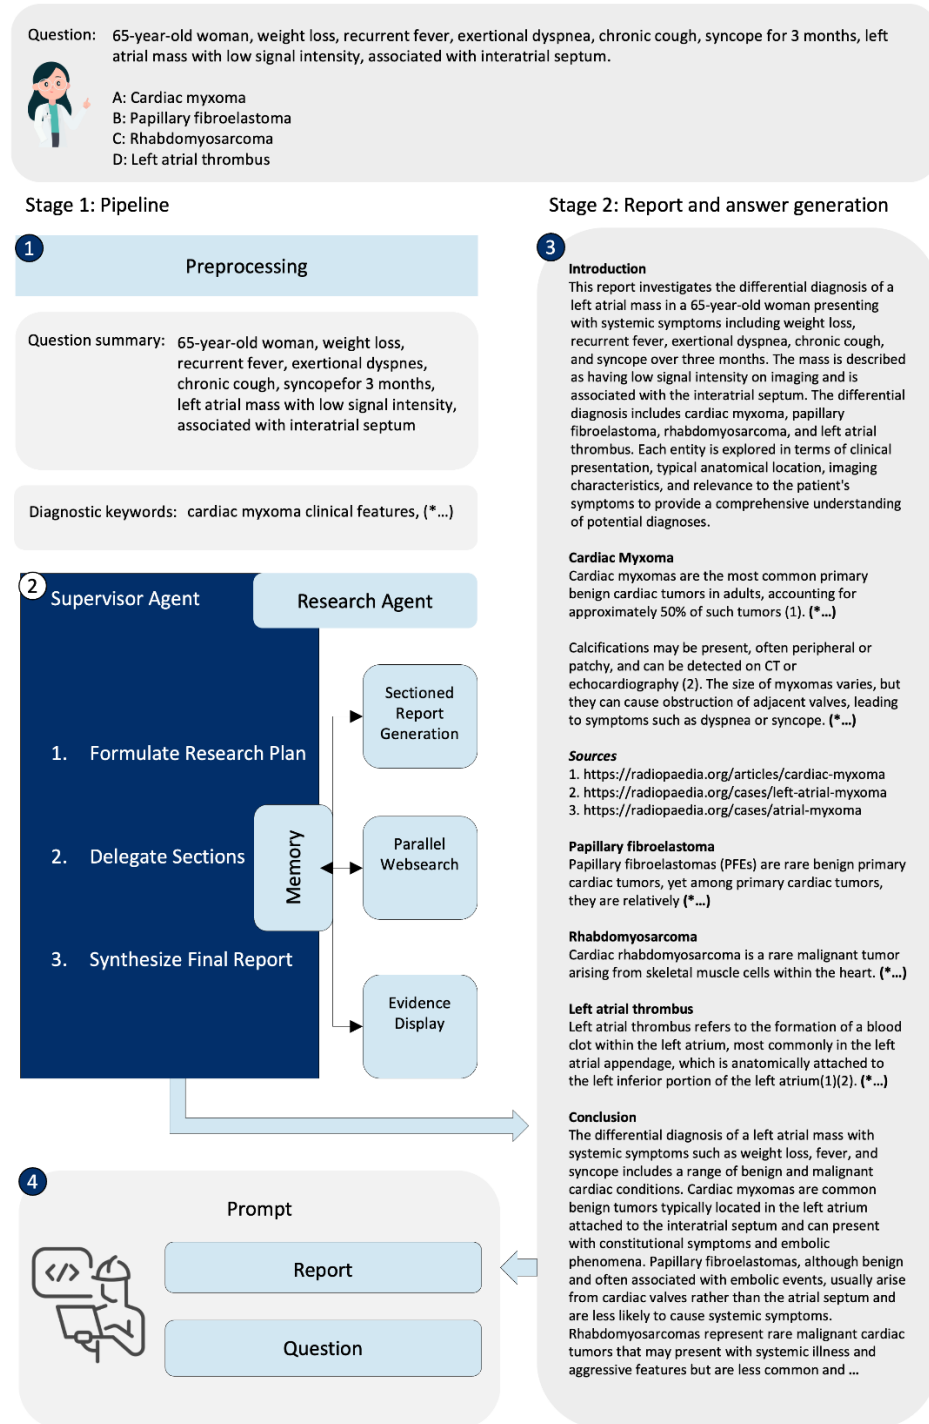 Question: 65-year-old woman, weight loss, recurrent fever, exertional dyspnea, chronic cough, syncope for 3 months, left
atrial mass with low signal intensity, associated with interatrial septum.
A: Cardiac myxoma
B: Papillary fibroelastoma
C: Rhabdomyosarcoma
D: Left atrial thrombus
Stage 1: Pipeline
1
Preprocessing
Question summary: 65-year-old woman, weight loss,
recurrent fever, exertional dyspnes,
chronic cough, syncopefor 3 months,
left atrial mass with low signal intensity,
associated with interatrial septum
Diagnostic keywords: cardiac myxoma clinical features, (*...)
2
Supervisor Agent
Research Agent
1. Formulate Research Plan
2. Delegate Sections
3. Synthesize Final Report
Memory
Sectioned
Report
Generation
Parallel
Websearch
Evidence
Display
Stage 2: Report and answer generation
3
Introduction
This report investigates the differential diagnosis of a
left atrial mass in a 65-year-old woman presenting
with systemic symptoms including weight loss,
recurrent fever, exertional dyspnea, chronic cough,
and syncope over three months. The mass is described
as having low signal intensity on imaging and is
associated with the interatrial septum. The differential
diagnosis includes cardiac myxoma, papillary
fibroelastoma, rhabdomyosarcoma, and left atrial
thrombus. Each entity is explored in terms of clinical
presentation, typical anatomical location, imaging
characteristics, and relevance to the patient's
symptoms to provide a comprehensive understanding
of potential diagnoses.
Cardiac Myxoma
Cardiac myxomas are the most common primary
benign cardiac tumors in adults, accounting for
approximately 50% of such tumors (1). (*...)
Calcifications may be present, often peripheral or
patchy, and can be detected on CT or
echocardiography (2). The size of myxomas varies, but
they can cause obstruction of adjacent valves, leading
to symptoms such as dyspnea or syncope. (*...)
Sources
1. https://radiopaedia.org/articles/cardiac-myxoma
2. https://radiopaedia.org/cases/left-atrial-myxoma
3. https://radiopaedia.org/cases/atrial-myxoma
Papillary fibroelastoma
Papillary fibroelastomas (PFEs) are rare benign primary
cardiac tumors, yet among primary cardiac tumors,
they are relatively (*...)
Rhabdomyosarcoma
Cardiac rhabdomyosarcoma is a rare malignant tumor
arising from skeletal muscle cells within the heart. (*...)
Left atrial thrombus
Left atrial thrombus refers to the formation of a blood
clot within the left atrium, most commonly in the left
atrial appendage, which is anatomically attached to
the left inferior portion of the left atrium(1)(2). (*...)
Conclusion
The differential diagnosis of a left atrial mass with
systemic symptoms such as weight loss, fever, and
syncope includes a range of benign and malignant
cardiac conditions. Cardiac myxomas are common
benign tumors typically located in the left atrium
attached to the interatrial septum and can present
with constitutional symptoms and embolic
phenomena. Papillary fibroelastomas, although benign
and often associated with embolic events, usually arise
from cardiac valves rather than the atrial septum and
are less likely to cause systemic symptoms.
Rhabdomyosarcomas represent rare malignant cardiac
tumors that may present with systemic illness and
aggressive features but are less common and ...
4
Prompt
</>
Report
Question